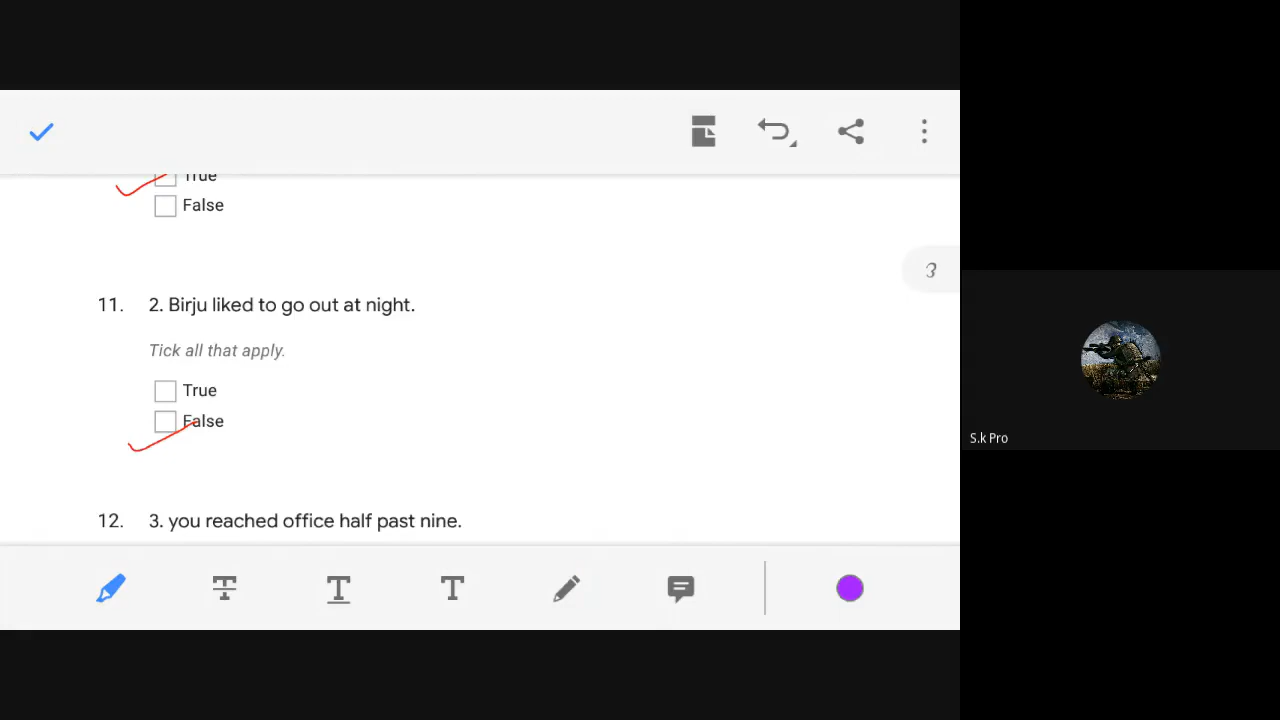 True
False
3
11. 2. Birju liked to go out at night.
Tick all that apply.
True
False
S.k Pro
12. 3. you reached office half past nine.
T T T